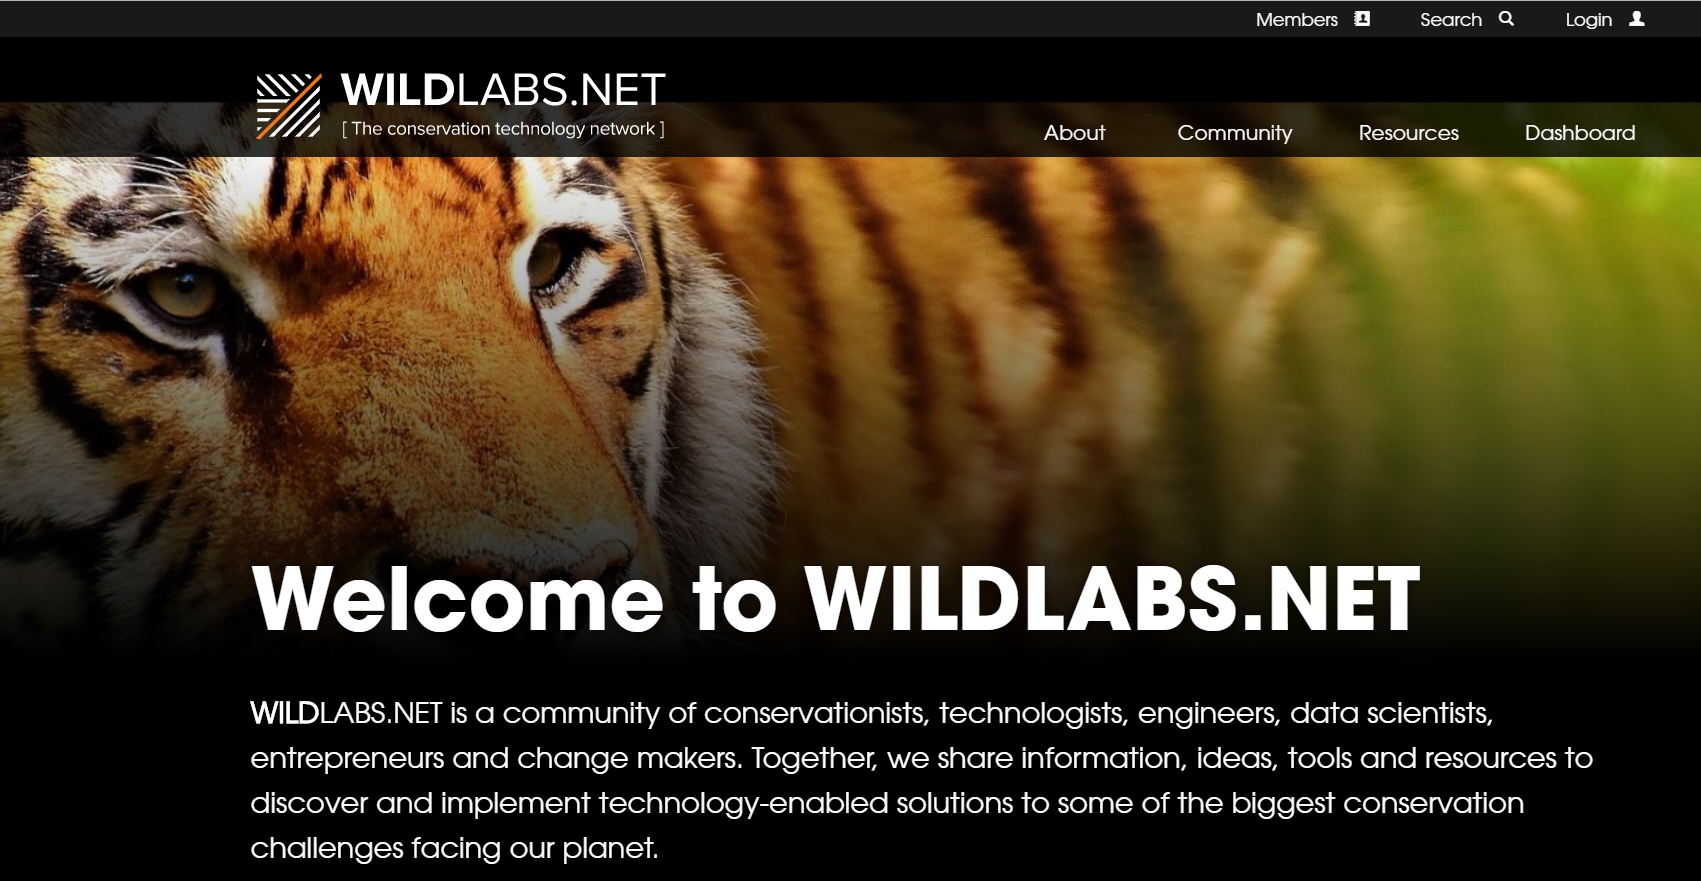 Members Search Login
WILDLABS.NET
[ The conservation technology network ]
About Community Resources Dashboard
Welcome to WILDLABS.NET
WILDLABS.NET is a community of conservationists, technologists, engineers, data scientists,
entrepreneurs and change makers. Together, we share information, ideas, tools and resources to
discover and implement technology-enabled solutions to some of the biggest conservation
challenges facing our planet.